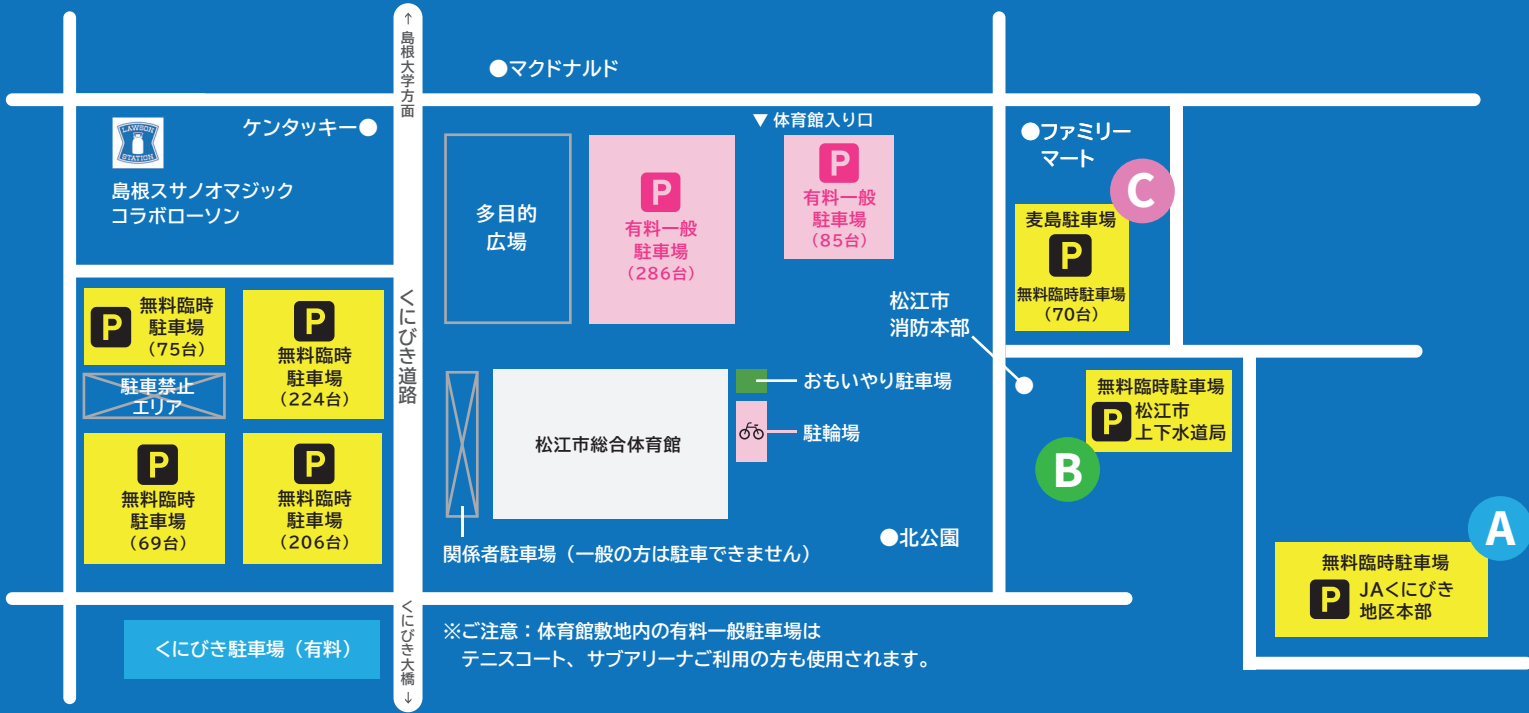 ↑島根大学方面
●マクドナルド
LAWSON
STATION
ケンタッキー●
島根スサノオマジック
コラボローソン
▼ 体育館入り口
●ファミリー
マート
C
多目的
広場
P
有料一般
駐車場
（286台）
P
有料一般
駐車場
（85台）
麦島駐車場
P
無料臨時駐車場
（70台）
P
無料臨時
駐車場
（75台）
P
無料臨時
駐車場
（224台）
駐車禁止
エリア
P
無料臨時
駐車場
（69台）
P
無料臨時
駐車場
（206台）
くにびき道路
松江市
消防本部
おもいやり駐車場
駐輪場
松江市総合体育館
無料臨時駐車場
P
松江市
上下水道局
B
●北公園
関係者駐車場（一般の方は駐車できません）
A
無料臨時駐車場
P
JAくにびき
地区本部
くにびき駐車場（有料）
くにびき大橋↓
※ご注意：体育館敷地内の有料一般駐車場は
テニスコート、サブアリーナご利用の方も使用されます。